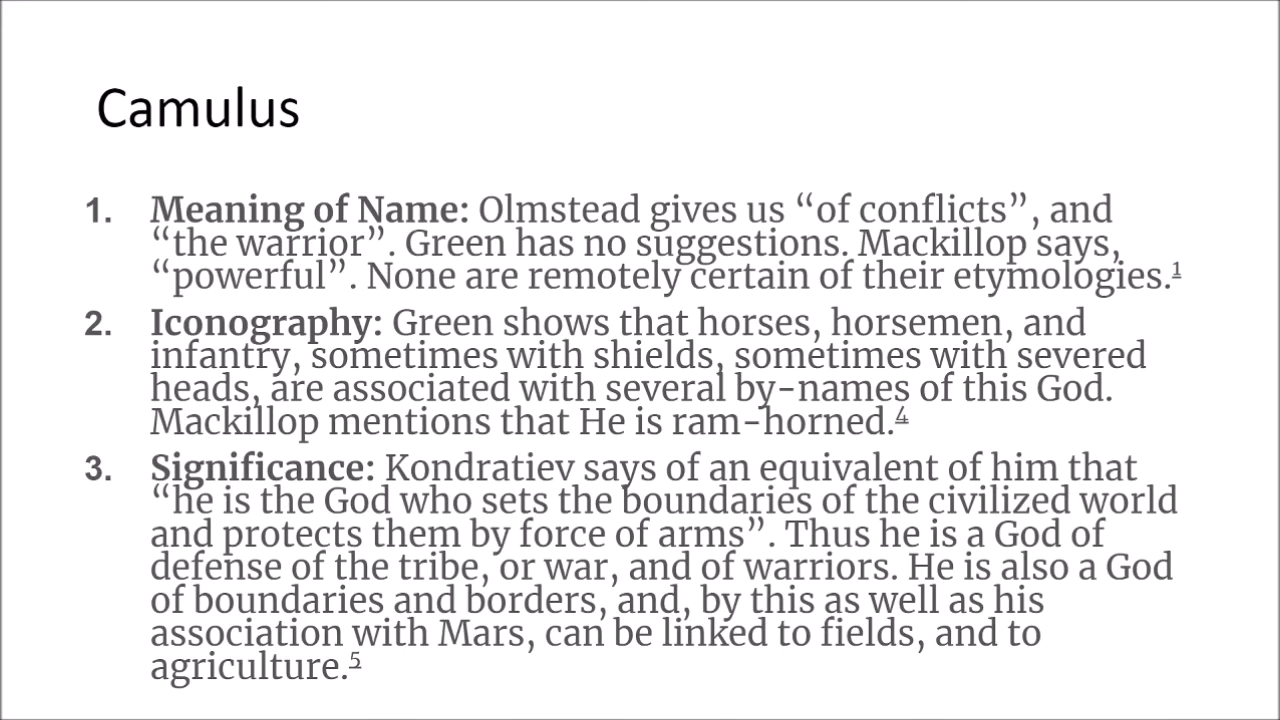 Camulus
1. Meaning of Name: Olmstead gives us “of conflicts”, and
“the warrior”. Green has no suggestions. Mackillop says,
“powerful”. None are remotely certain of their etymologies.1
2. Iconography: Green shows that horses, horsemen, and
infantry, sometimes with shields, sometimes with severed
heads, are associated with several by-names of this God.
Mackillop mentions that He is ram-horned.4
3. Significance: Kondratiev says of an equivalent of him that
“he is the God who sets the boundaries of the civilized world
and protects them by force of arms”. Thus he is a God of
defense of the tribe, or war, and of warriors. He is also a God
of boundaries and borders, and, by this as well as his
association with Mars, can be linked to fields, and to
agriculture.5